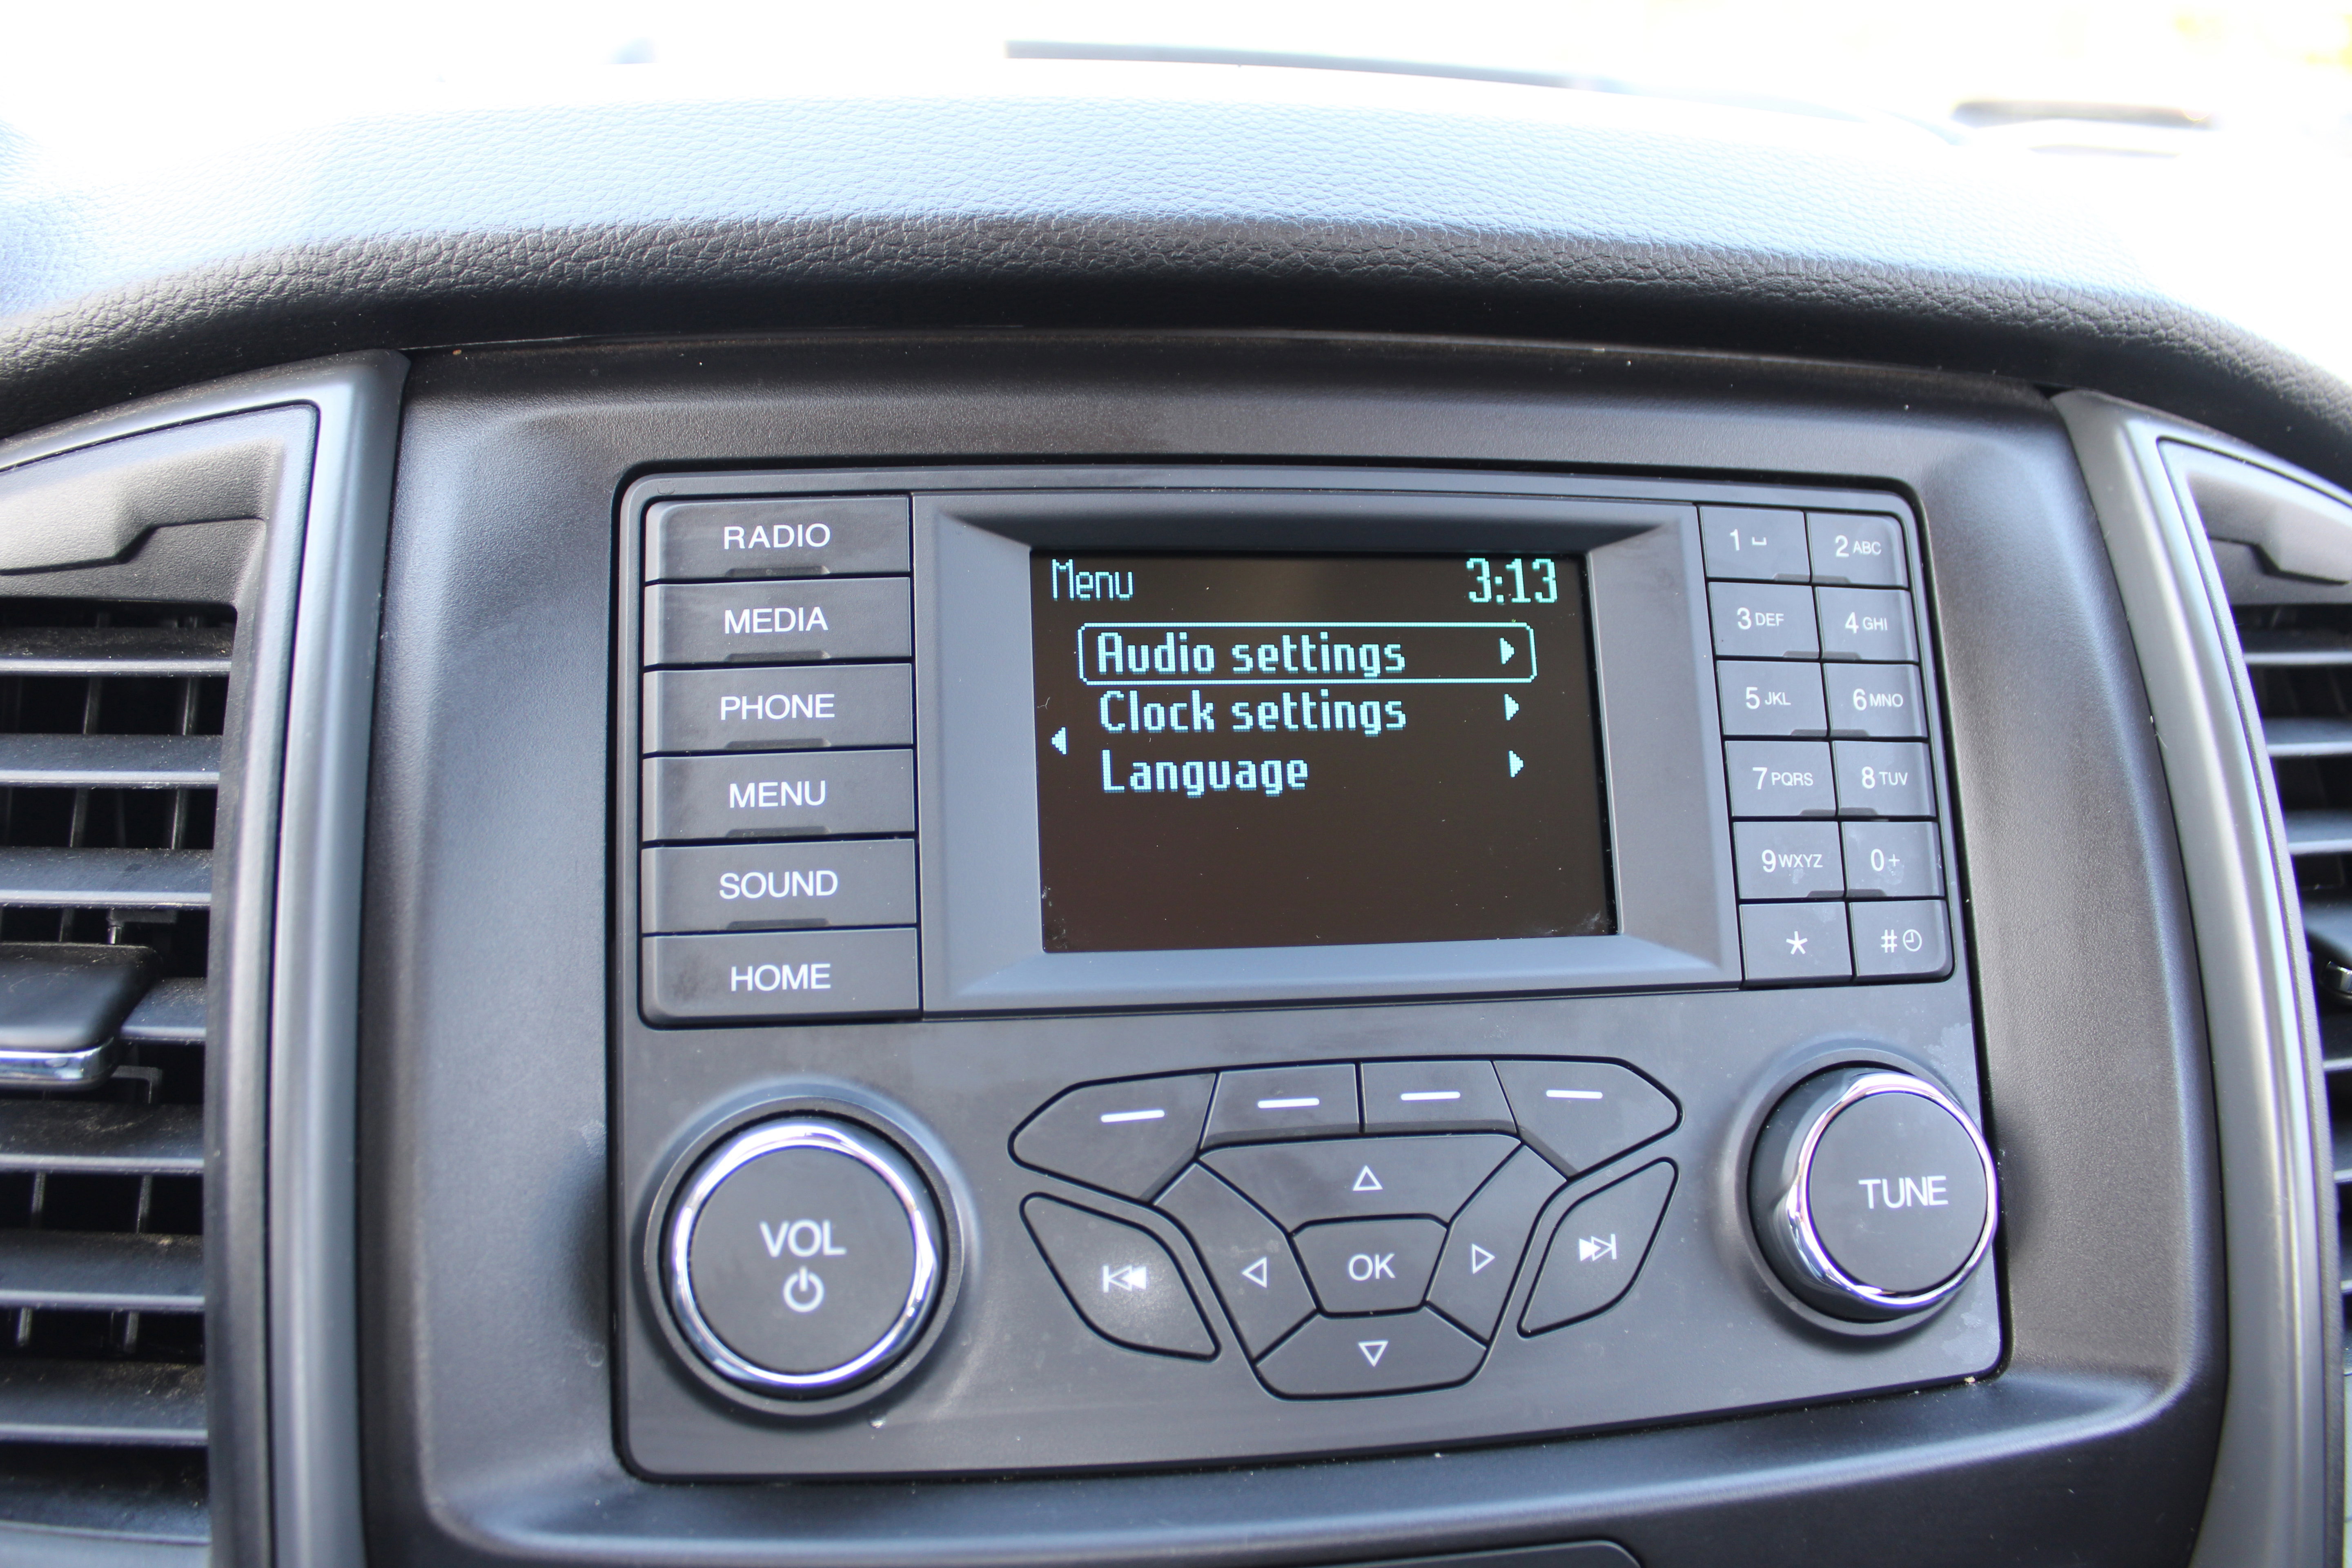 RADIO
MEDIA
PHONE
MENU
SOUND
HOME
Menu 3:13
Audio settings
Clock settings
Language
1 2 ABC
3 DEF 4 GHI
5 JKL 6 MNO
7 PQRS 8 TUV
9 WXYZ 0 +
* #
VOL
OK
TUNE